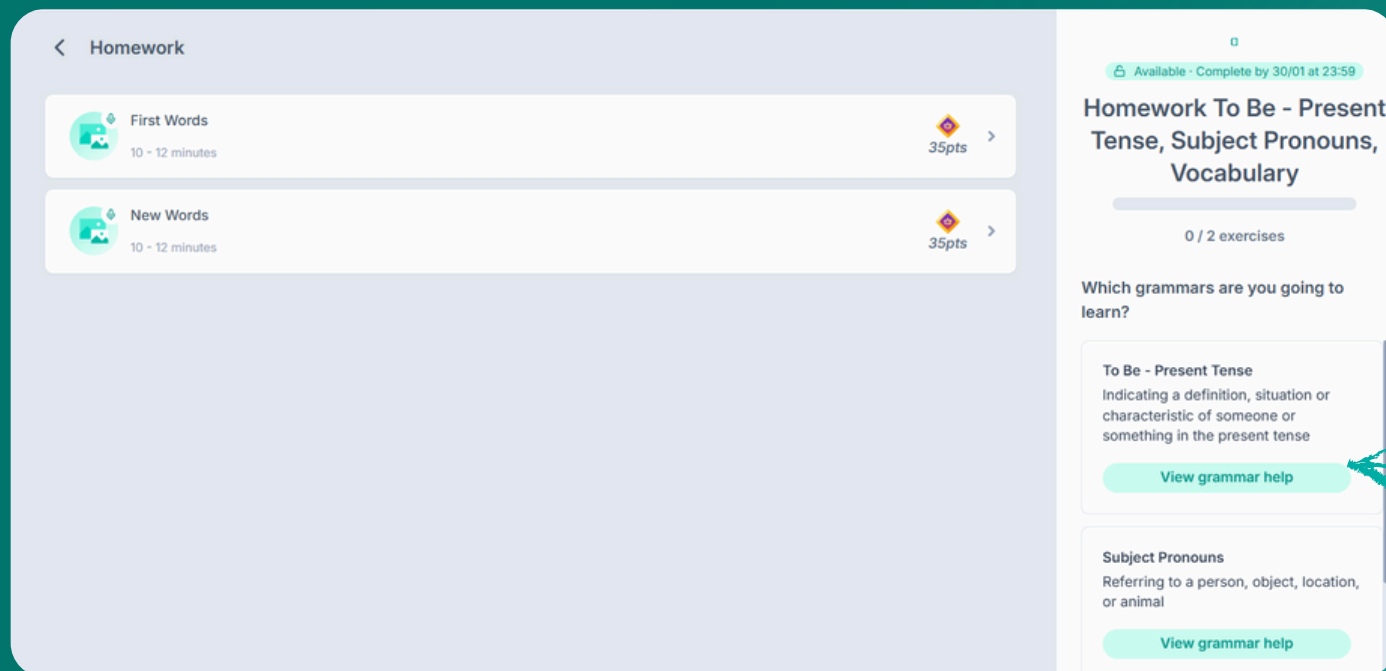 Homework
First Words
10 - 12 minutes
35pts
New Words
10 - 12 minutes
35pts
Available · Complete by 30/01 at 23:59
Homework To Be - Present
Tense, Subject Pronouns,
Vocabulary
0 / 2 exercises
Which grammars are you going to
learn?
To Be - Present Tense
Indicating a definition, situation or
characteristic of someone or
something in the present tense
View grammar help
Subject Pronouns
Referring to a person, object, location,
or animal
View grammar help